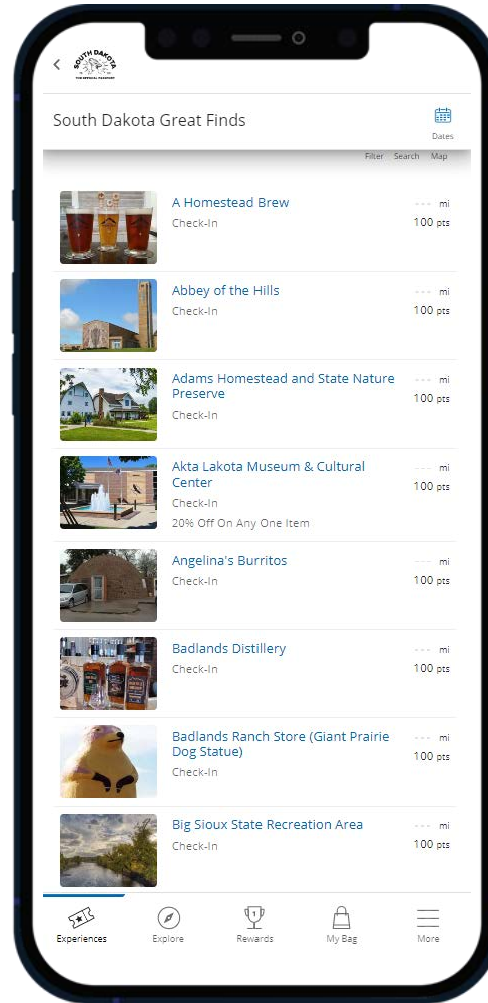 SOUTH DAKOTA
THE OFFICIAL PASSPORT
South Dakota Great Finds
Dates
Filter Search Map
A Homestead Brew
--- mi
Check-In
100 pts
Abbey of the Hills
--- mi
Check-In
100 pts
Adams Homestead and State Nature
--- mi
Preserve
100 pts
Check-In
Akta Lakota Museum & Cultural
--- mi
Center
100 pts
Check-In
20% Off On Any One Item
Angelina's Burritos
--- mi
Check-In
100 pts
Badlands Distillery
--- mi
Check-In
100 pts
Badlands Ranch Store (Giant Prairie
--- mi
Dog Statue)
100 pts
Check-In
Big Sioux State Recreation Area
--- mi
Check-In
100 pts
Experiences Explore Rewards My Bag More